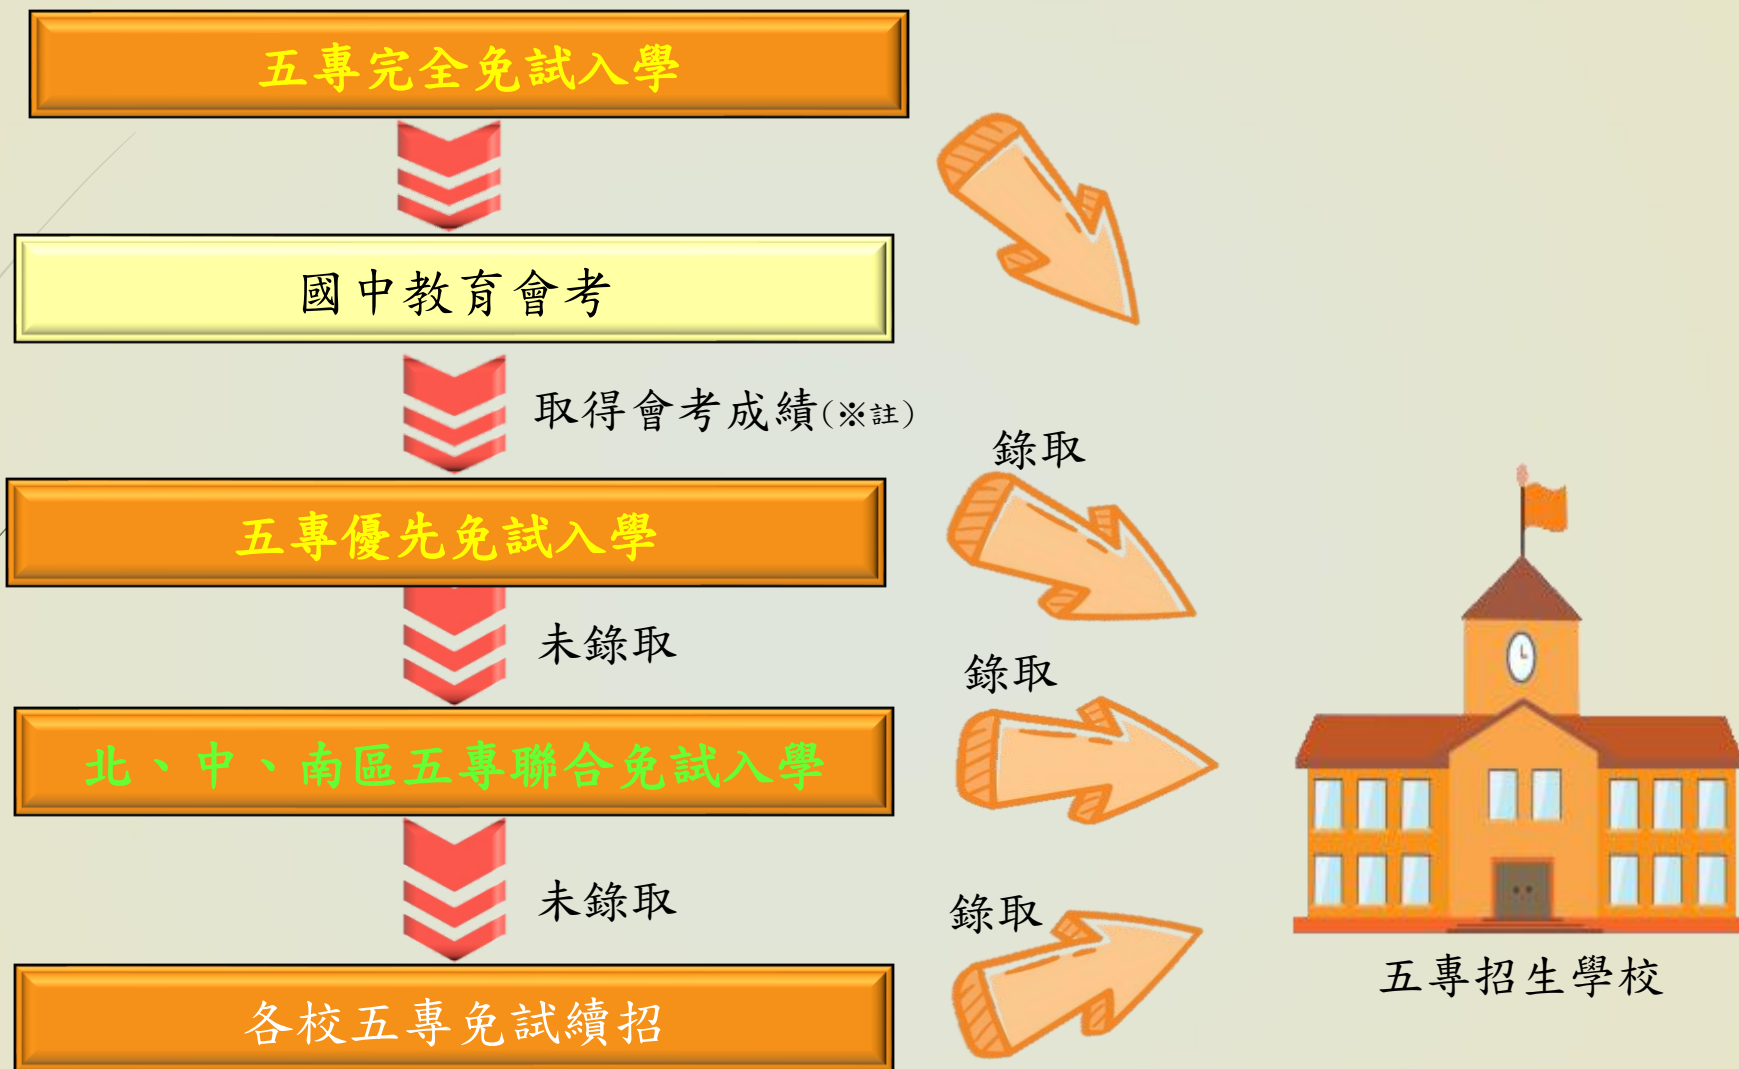 五專完全免試入學
國中教育會考
取得會考成績(※註)
錄取
五專優先免試入學
未錄取
錄取
北、中、南區五專聯合免試入學
未錄取
錄取
五專招生學校
各校五專免試續招